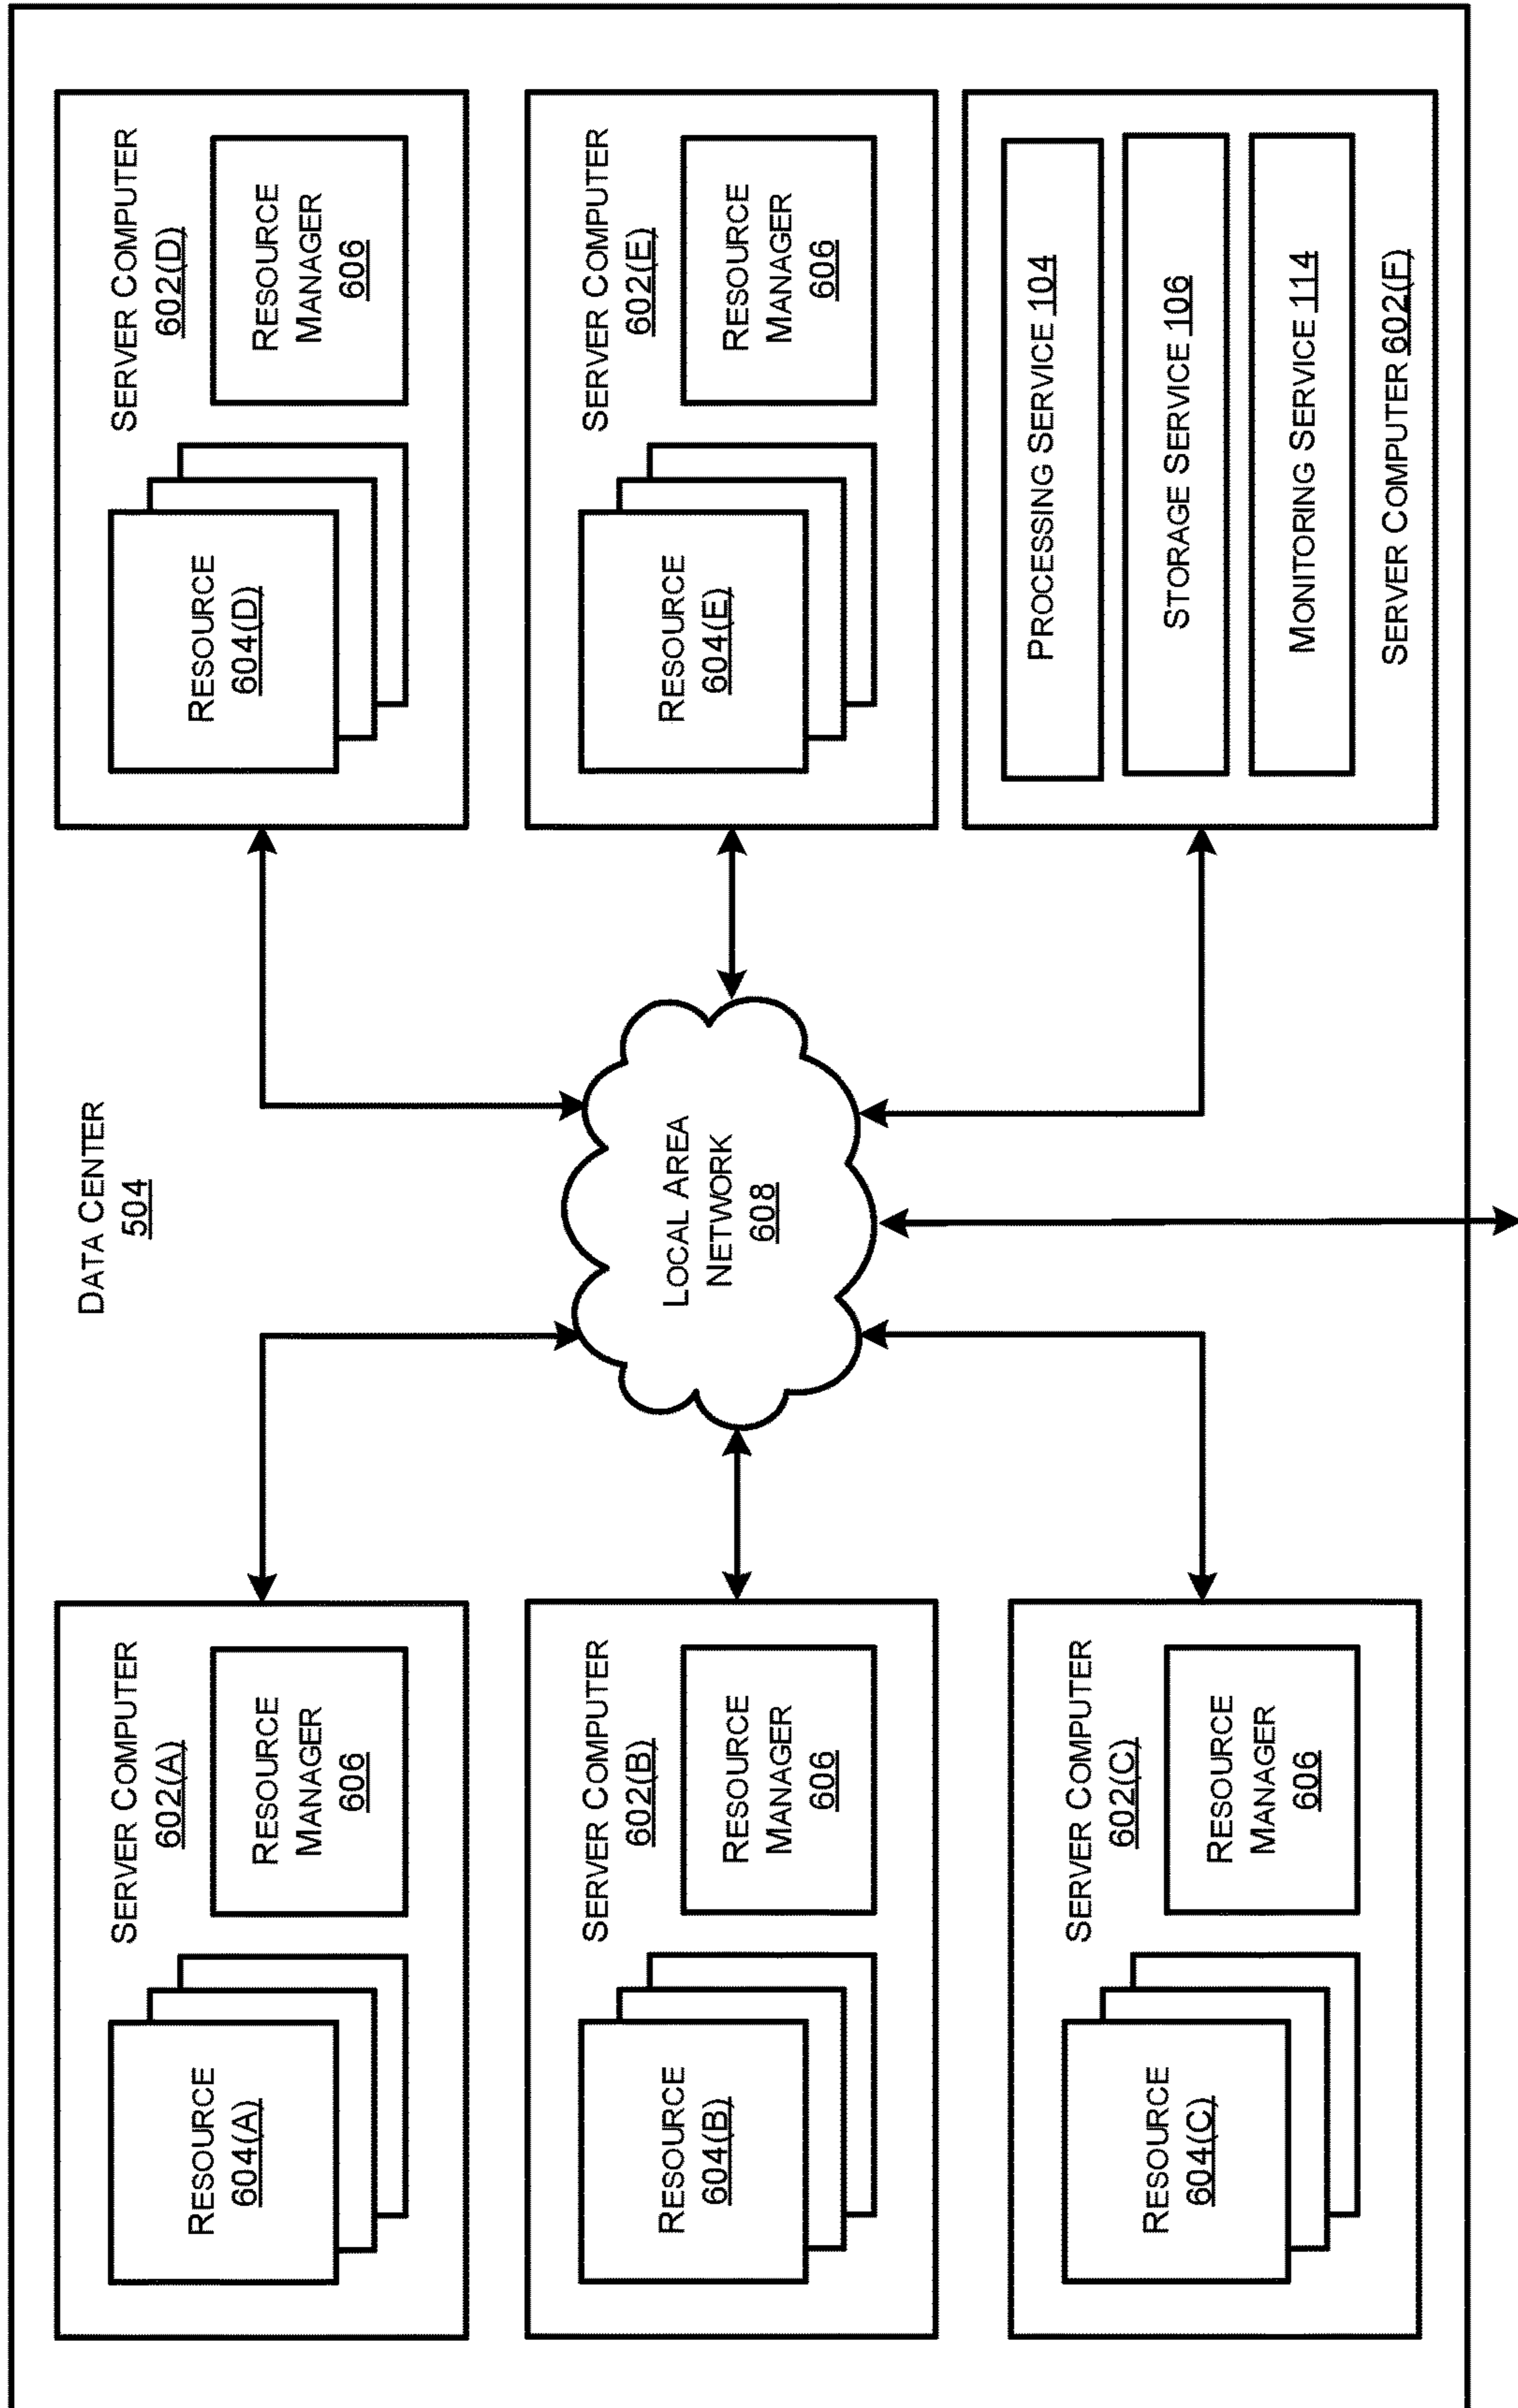 DATA CENTER
504
SERVER COMPUTER
602(A)
RESOURCE
604(A)
RESOURCE
MANAGER
606
SERVER COMPUTER
602(B)
RESOURCE
604(B)
RESOURCE
MANAGER
606
SERVER COMPUTER
602(C)
RESOURCE
604(C)
RESOURCE
MANAGER
606
LOCAL AREA
NETWORK
608
SERVER COMPUTER
602(D)
RESOURCE
604(D)
RESOURCE
MANAGER
606
SERVER COMPUTER
602(E)
RESOURCE
604(E)
RESOURCE
MANAGER
606
PROCESSING SERVICE 104
STORAGE SERVICE 106
MONITORING SERVICE 114
SERVER COMPUTER 602(F)